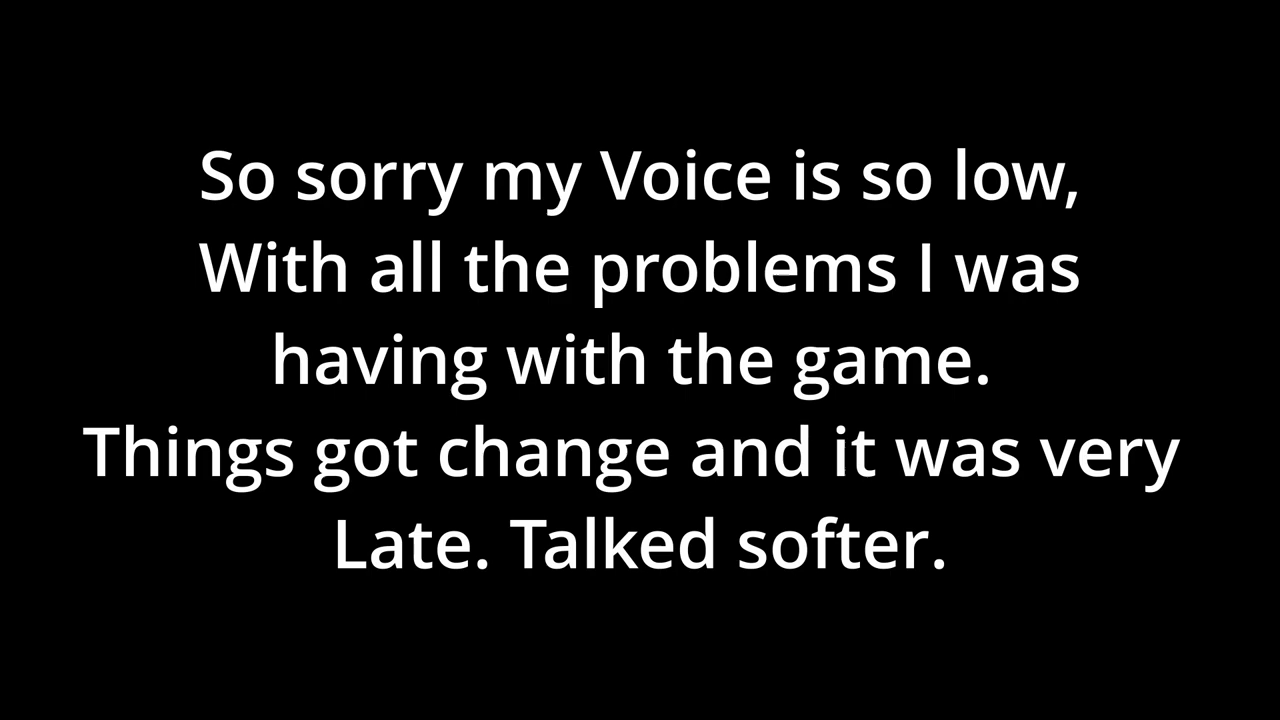 So sorry my Voice is so low,
With all the problems I was
having with the game.
Things got change and it was very
Late. Talked softer.